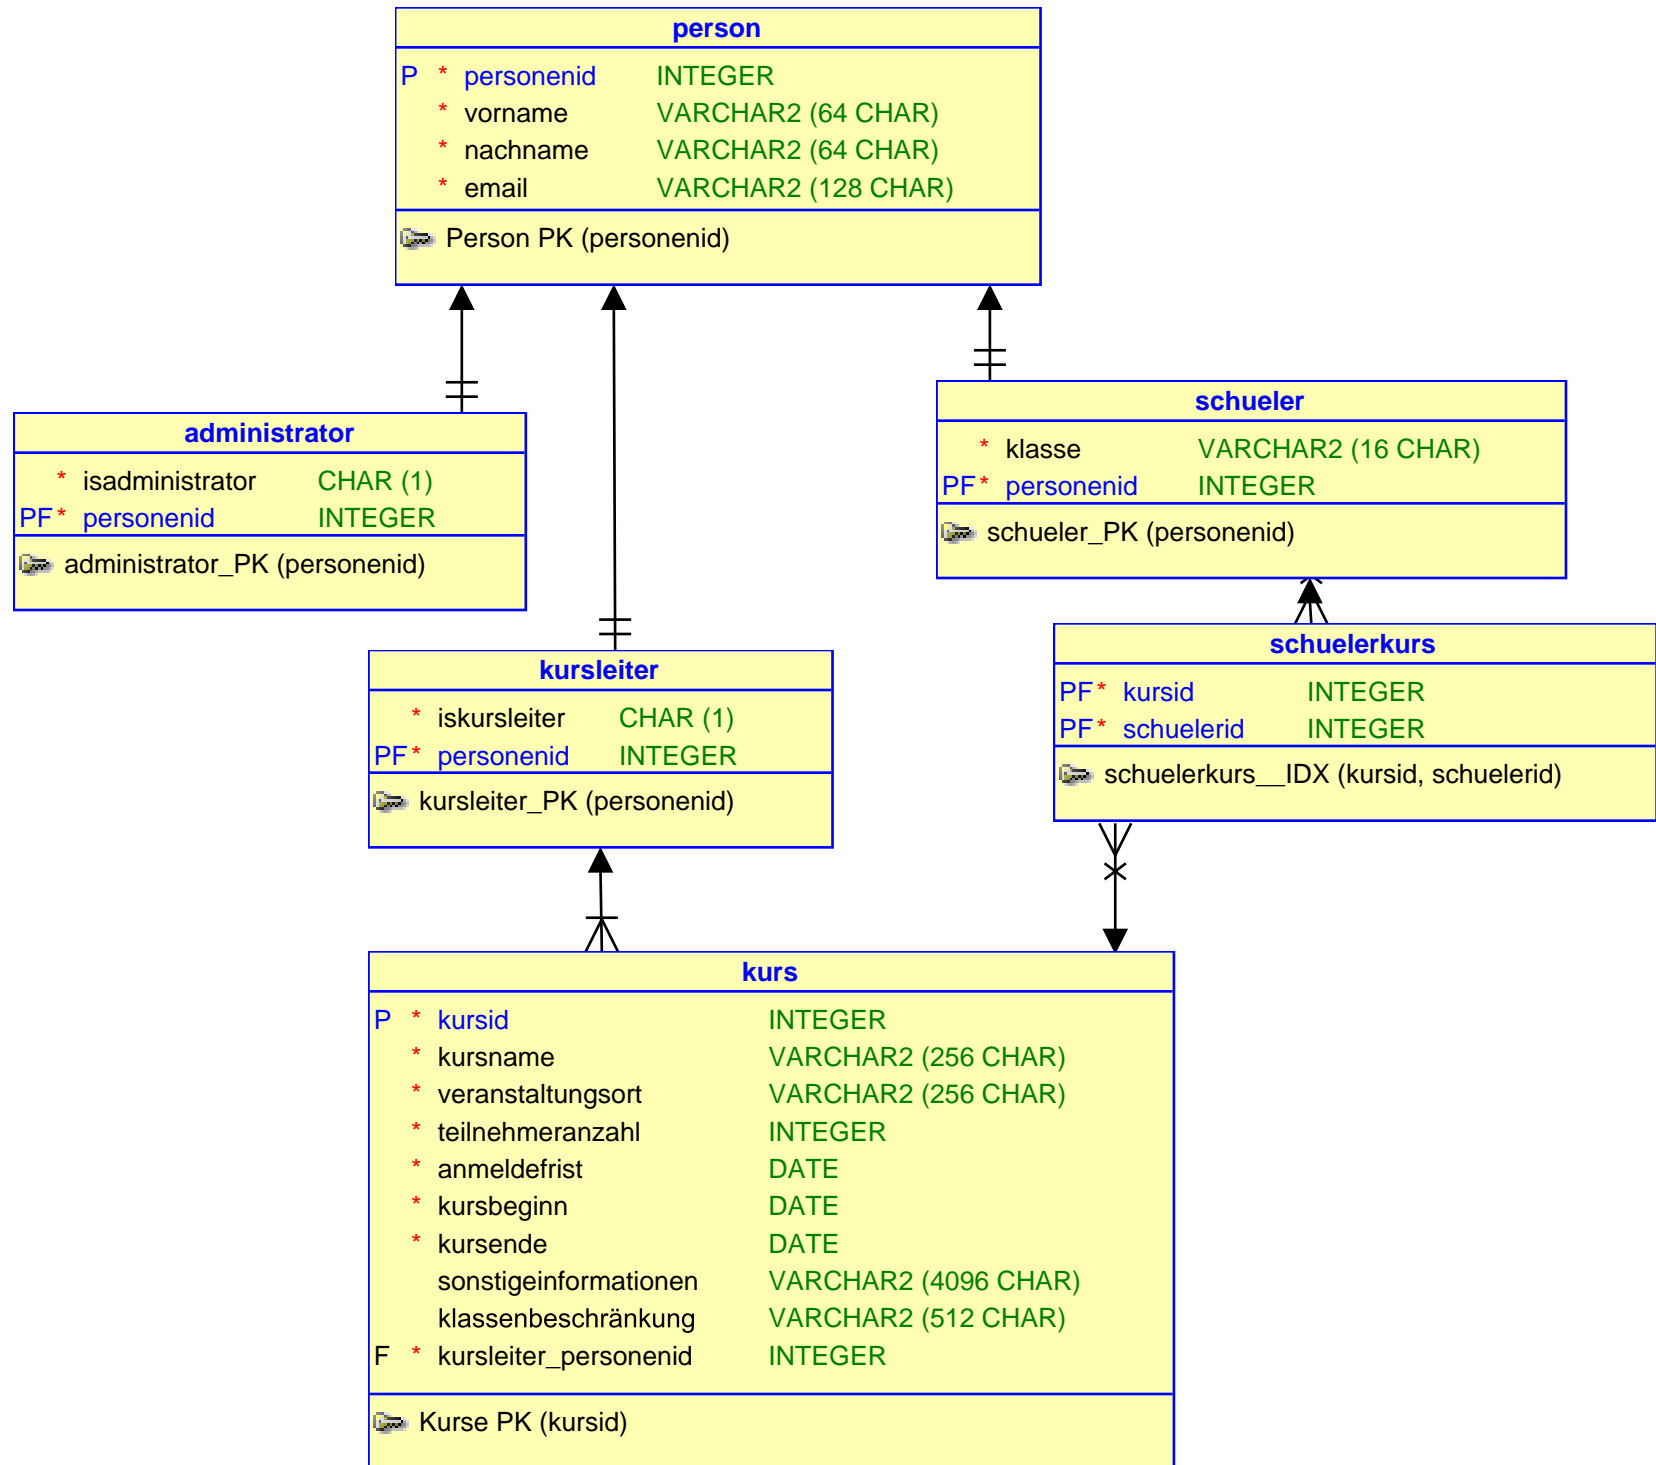 person
P * personenid INTEGER
* vorname VARCHAR2 (64 CHAR)
* nachname VARCHAR2 (64 CHAR)
* email VARCHAR2 (128 CHAR)
Person PK (personenid)
administrator
* isadministrator CHAR (1)
PF* personenid INTEGER
administrator_PK (personenid)
schueler
* klasse VARCHAR2 (16 CHAR)
PF* personenid INTEGER
schueler_PK (personenid)
kursleiter
* iskursleiter CHAR (1)
PF* personenid INTEGER
kursleiter_PK (personenid)
schuelerkurs
PF* kursid INTEGER
PF* schuelerid INTEGER
schuelerkurs__IDX (kursid, schuelerid)
kurs
P * kursid INTEGER
* kursname VARCHAR2 (256 CHAR)
* veranstaltungsort VARCHAR2 (256 CHAR)
* teilnehmeranzahl INTEGER
* anmeldefrist DATE
* kursbeginn DATE
* kursende DATE
sonstigeinformationen VARCHAR2 (4096 CHAR)
klassenbeschränkung VARCHAR2 (512 CHAR)
F * kursleiter_personenid INTEGER
Kurse PK (kursid)